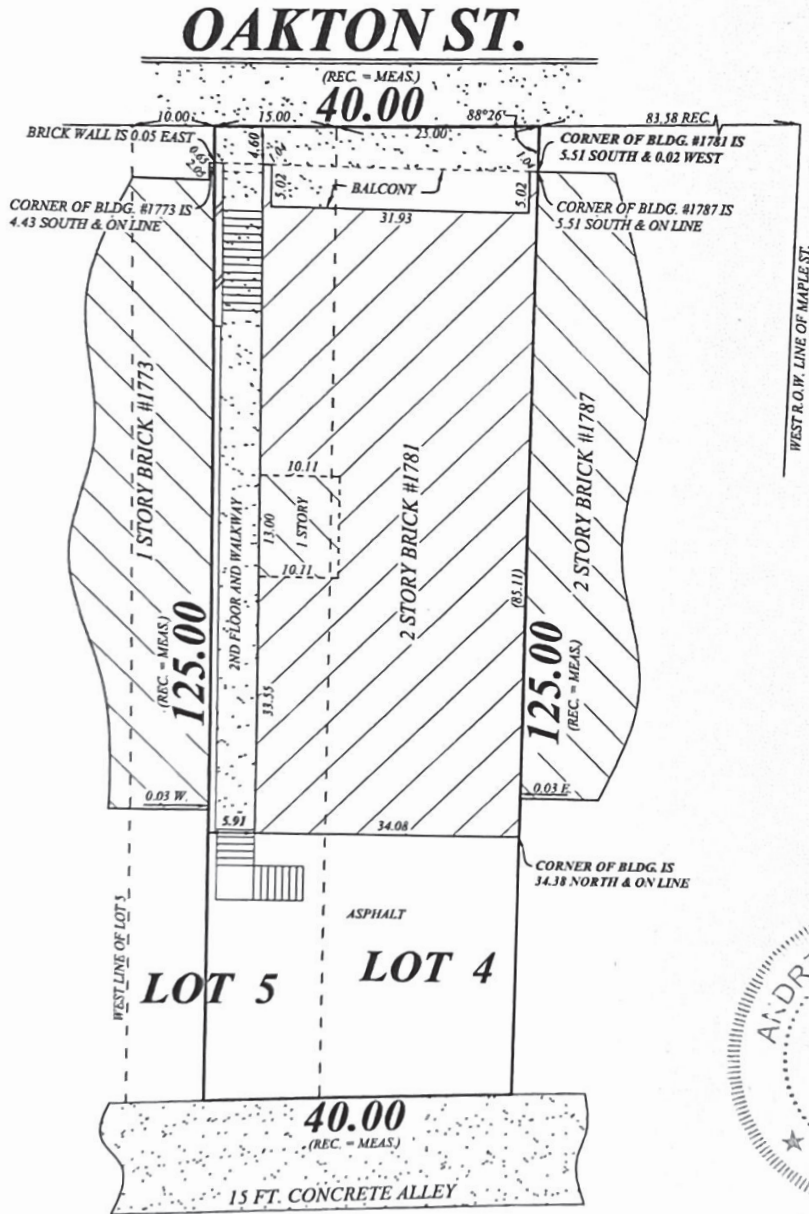 OAKTON ST.
(REC. = MEAS.)
40.00
10.00
15.00
25.00
88°26'
83.58 REC.
BRICK WALL IS 0.05 EAST
0.65
2.05
4.60
1.04
CORNER OF BLDG. #1781 IS
5.51 SOUTH & 0.02 WEST
CORNER OF BLDG. #1773 IS
4.43 SOUTH & ON LINE
5.02
BALCONY
5.02
CORNER OF BLDG. #1787 IS
5.51 SOUTH & ON LINE
31.93
WEST R.O.W. LINE OF MAPLE ST.
1 STORY BRICK #1773
2ND FLOOR AND WALKWAY
10.11
13.00
1 STORY
10.11
2 STORY BRICK #1781
2 STORY BRICK #1787
(85.11)
33.55
125.00
(REC. = MEAS.)
125.00
(REC. = MEAS.)
0.03 W.
0.03 E.
5.91
34.08
CORNER OF BLDG. IS
34.38 NORTH & ON LINE
ASPHALT
WEST LINE OF LOT 5
LOT 5
LOT 4
ANDR
40.00
(REC. = MEAS.)
15 FT. CONCRETE ALLEY